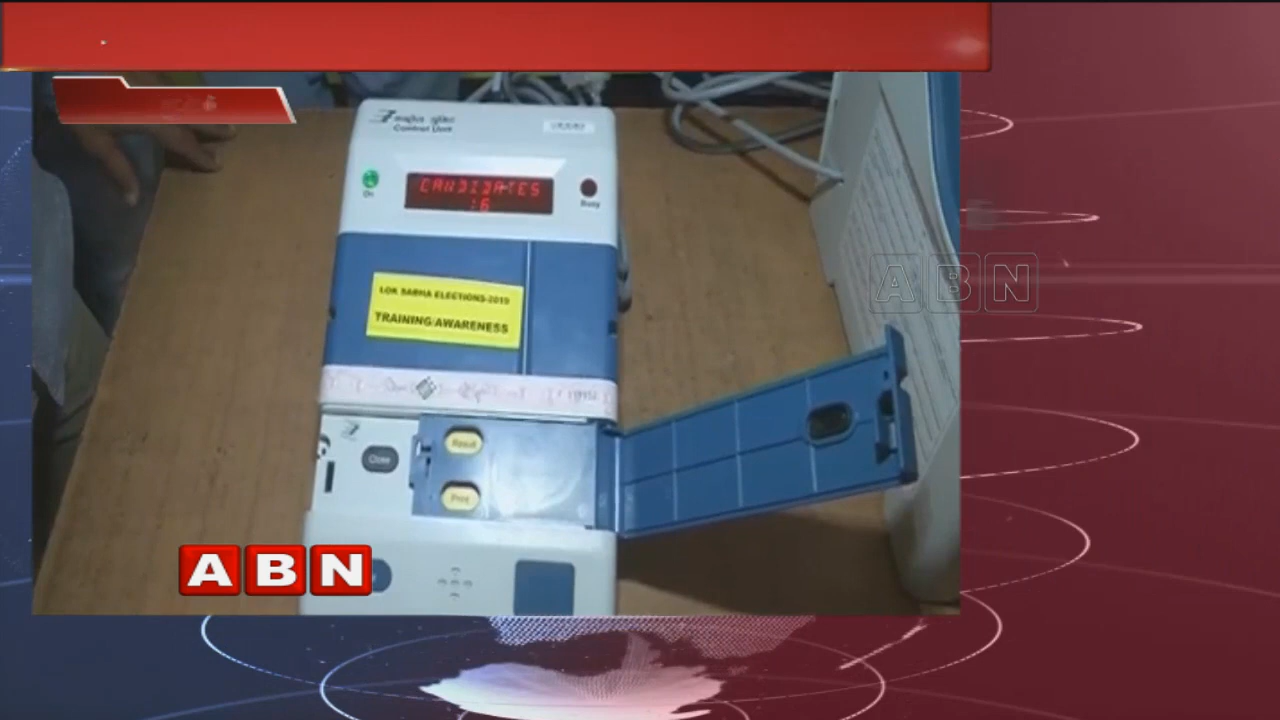 Control Unit
On
CANDIDATES
:6
Busy
LOK SABHA ELECTIONS-2019
TRAINING/AWARENESS
ABN
Close
Result
Print
ABN